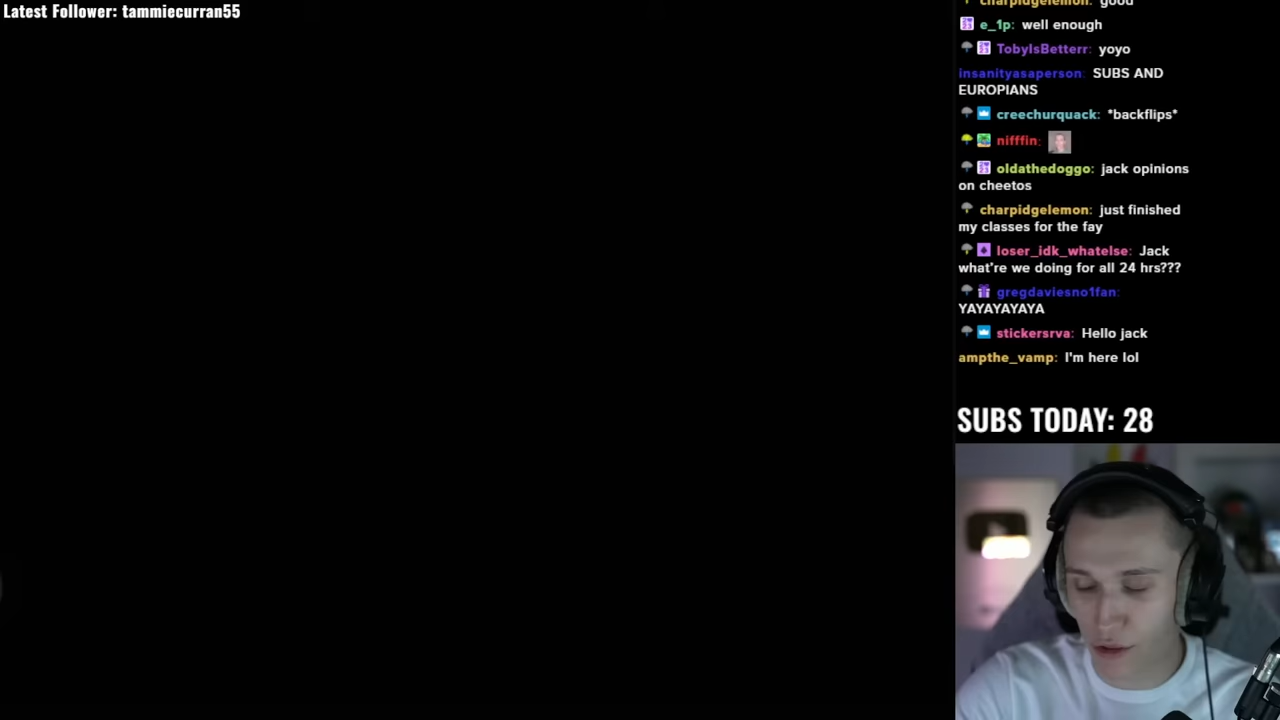 Latest Follower: tammiecurran55
charpidgelemon: good
e_1p: well enough
TobyIsBetterr: yoyo
insanityasaperson: SUBS AND
EUROPIANS
creechurquack: *backflips*
nifffin:
oldathedoggo: jack opinions
on cheetos
charpidgelemon: just finished
my classes for the fay
loser_idk_whatelse: Jack
what're we doing for all 24 hrs???
gregdaviesno1fan:
YAYAYAYAYA
stickersrva: Hello jack
ampthe_vamp: I'm here lol
SUBS TODAY: 28